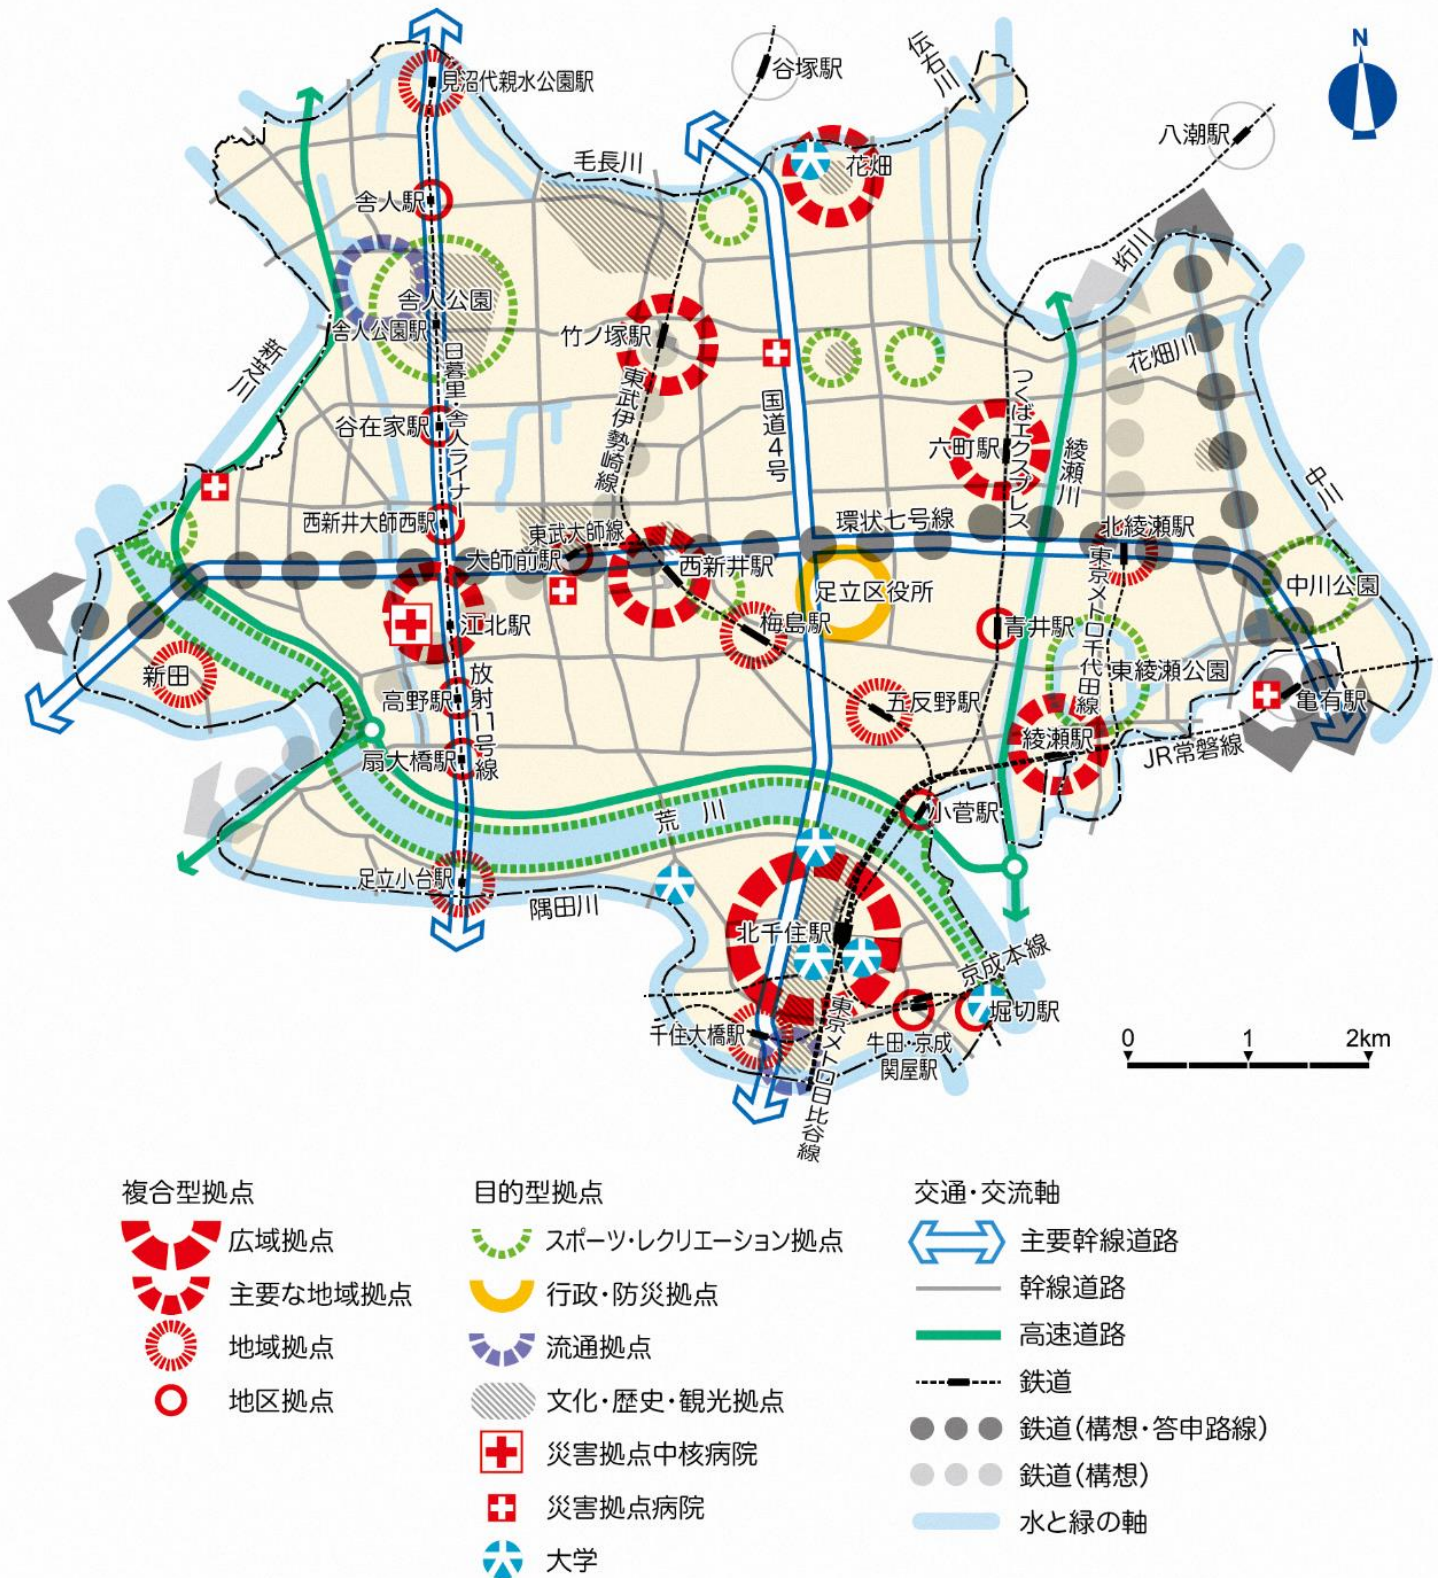 N
伝右川
谷塚駅
見沼代親水公園駅
八潮駅
毛長川
花畑
舎人駅
垳川
舎人公園
舎人公園駅
竹ノ塚駅
新芝川
日暮里・舎人ライナー
東武伊勢崎線
国道4号
つくばエクスプレス
花畑川
谷在家駅
六町駅
綾瀬川
中川
西新井大師西駅
東武大師線
大師前駅
環状七号線
北綾瀬駅
西新井駅
足立区役所
中川公園
江北駅
梅島駅
青井駅
東京メトロ千代田線
東綾瀬公園
新田
高野駅
放射11号線
五反野駅
亀有駅
綾瀬駅
JR常磐線
扇大橋駅
荒川
小菅駅
足立小台駅
隅田川
北千住駅
京成本線
堀切駅
千住大橋駅
東京メトロ日比谷線
牛田・京成
関屋駅
0 1 2km
複合型拠点
広域拠点
主要な地域拠点
地域拠点
地区拠点
目的型拠点
スポーツ・レクリエーション拠点
行政・防災拠点
流通拠点
文化・歴史・観光拠点
災害拠点中核病院
災害拠点病院
大学
交通・交流軸
主要幹線道路
幹線道路
高速道路
鉄道
鉄道(構想・答申路線)
鉄道(構想)
水と緑の軸